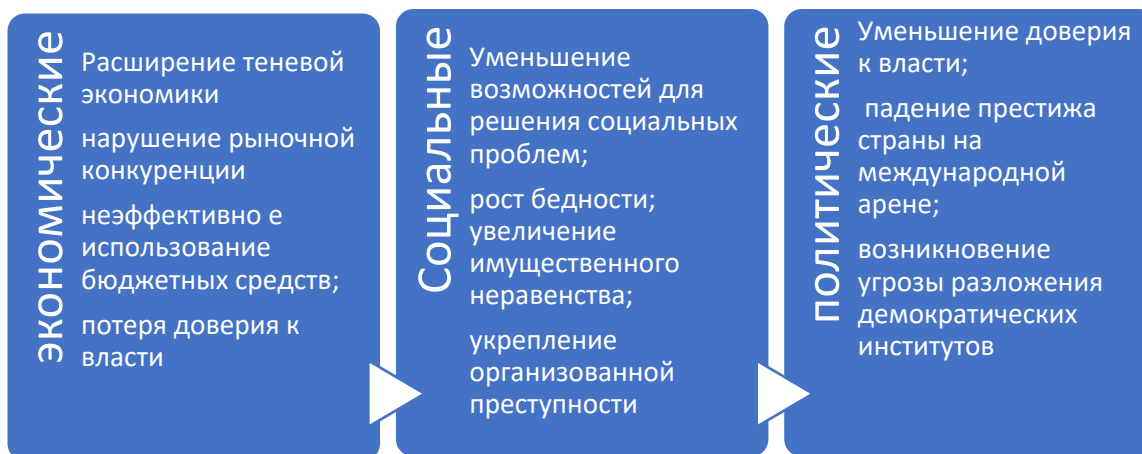 экономические
Расширение теневой
экономики
нарушение рыночной
конкуренции
неэффективно е
использование
бюджетных средств;
потеря доверия к
власти
Социальные
Уменьшение
возможностей для
решения социальных
проблем;
рост бедности;
увеличение
имущественного
неравенства;
укрепление
организованной
преступности
политические
Уменьшение доверия
к власти;
падение престижа
страны на
международной
арене;
возникновение
угрозы разложения
демократических
институтов